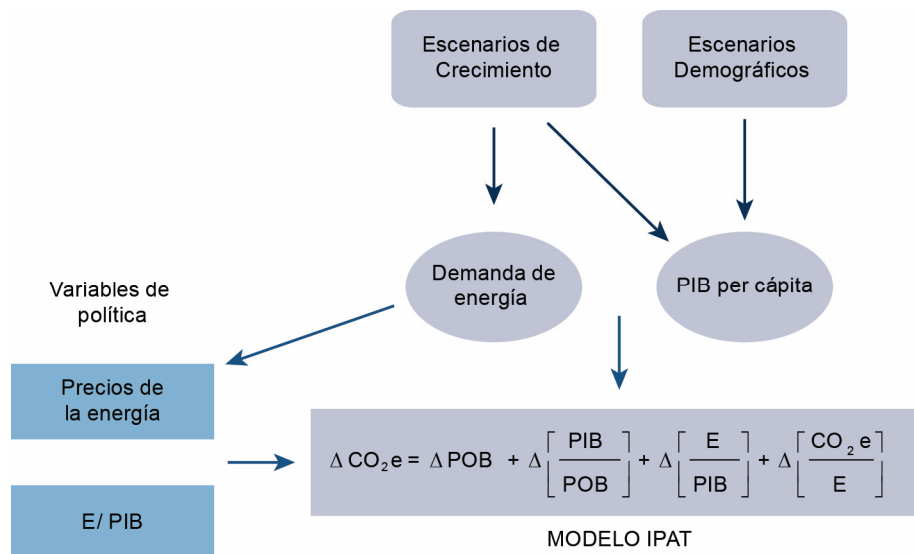 Escenarios de
Crecimiento
Escenarios
Demográficos
Demanda de
energía
PIB per cápita
Variables de
política
Precios de
la energía
E/ PIB
Δ CO₂e = Δ POB + Δ [PIB/POB] + Δ [E/PIB] + Δ [CO₂e/E]
MODELO IPAT